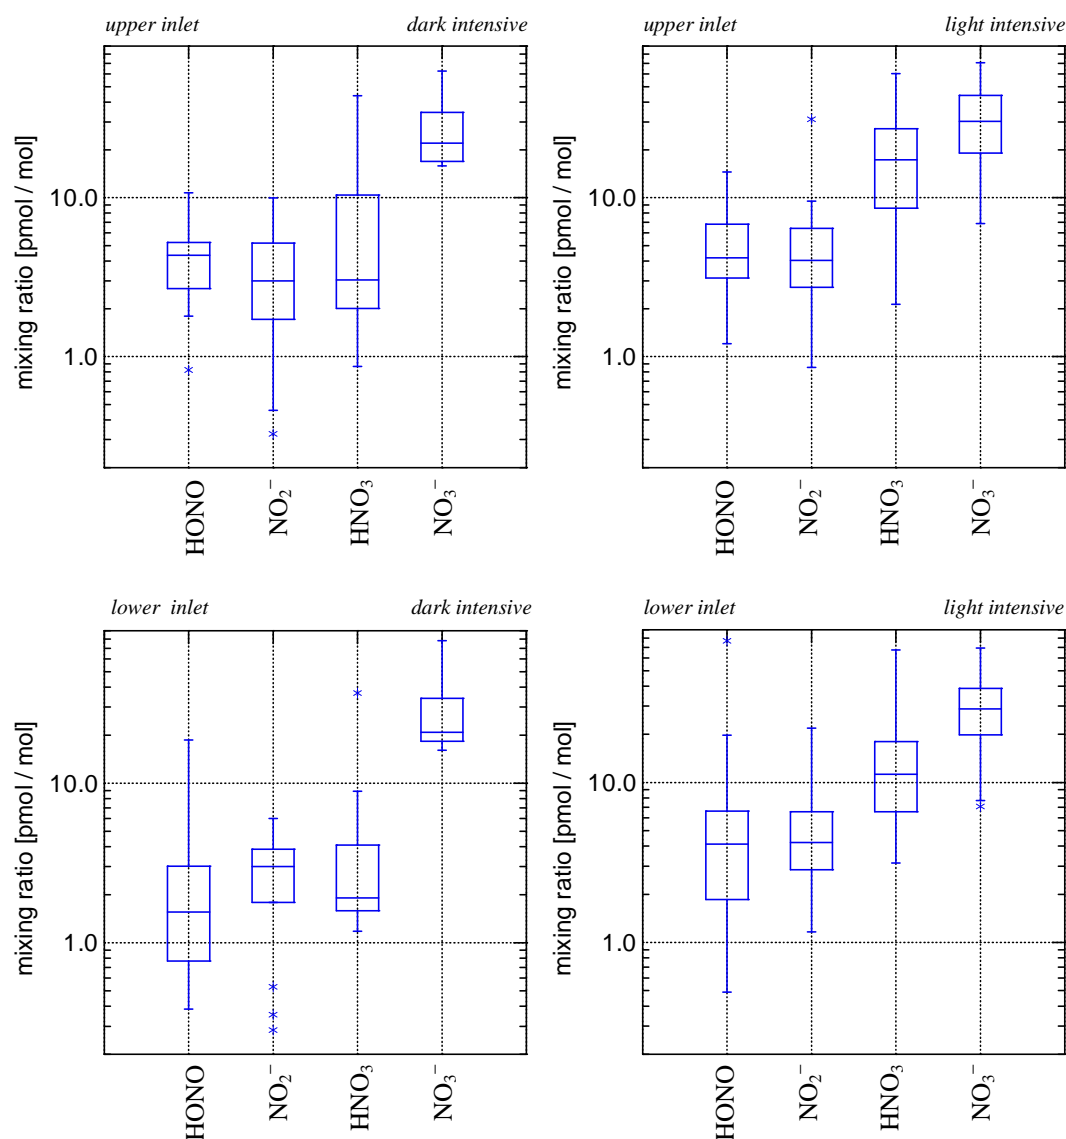 upper inlet dark intensive
mixing ratio [pmol / mol]
10.0
1.0
HONO
NO₂⁻
HNO₃
NO₃⁻
upper inlet light intensive
mixing ratio [pmol / mol]
10.0
1.0
HONO
NO₂⁻
HNO₃
NO₃⁻
lower inlet dark intensive
mixing ratio [pmol / mol]
10.0
1.0
HONO
NO₂⁻
HNO₃
NO₃⁻
lower inlet light intensive
mixing ratio [pmol / mol]
10.0
1.0
HONO
NO₂⁻
HNO₃
NO₃⁻